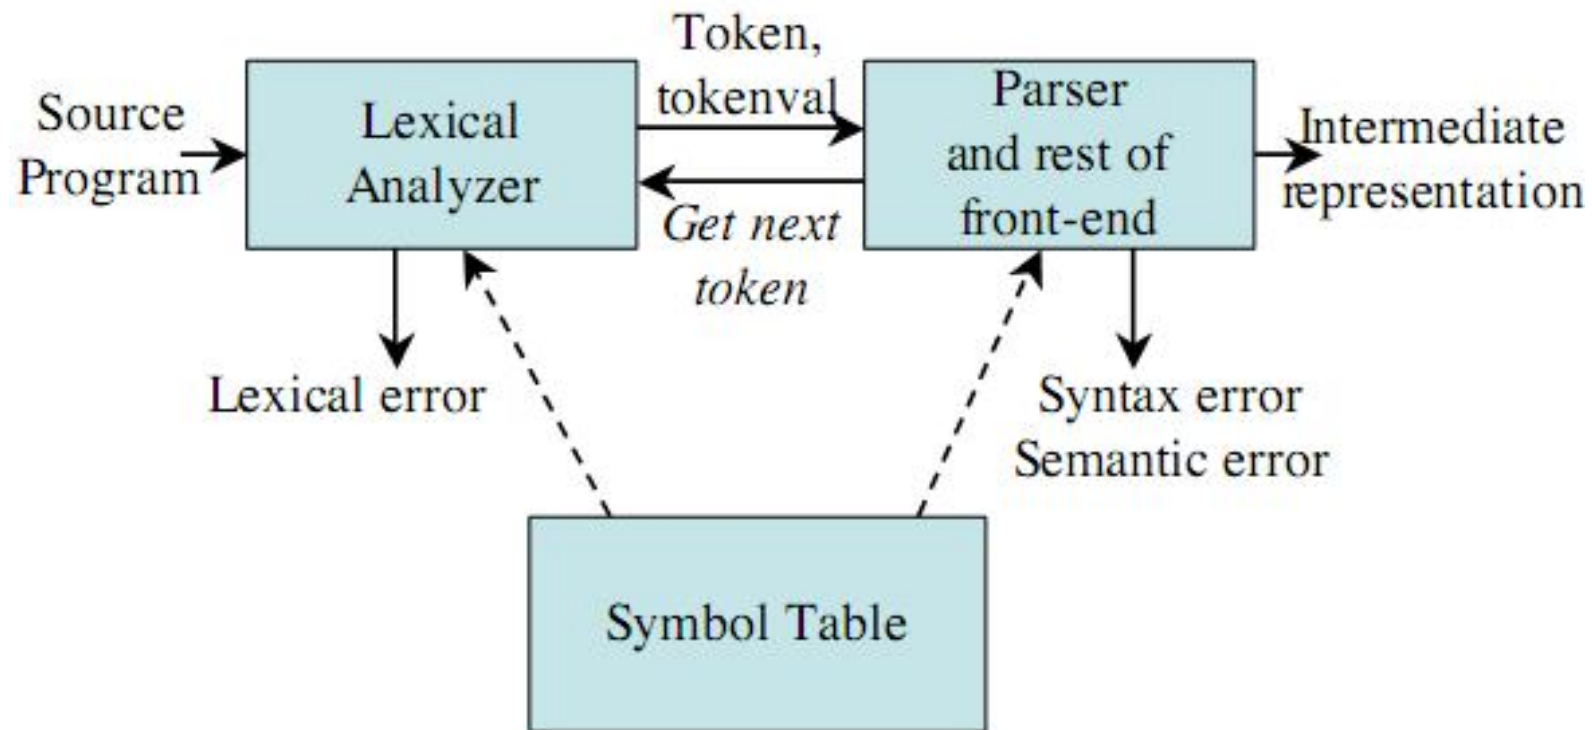 Source
Program
Lexical
Analyzer
Token,
tokenval
Get next
token
Parser
and rest of
front-end
Intermediate
representation
Lexical error
Syntax error
Semantic error
Symbol Table